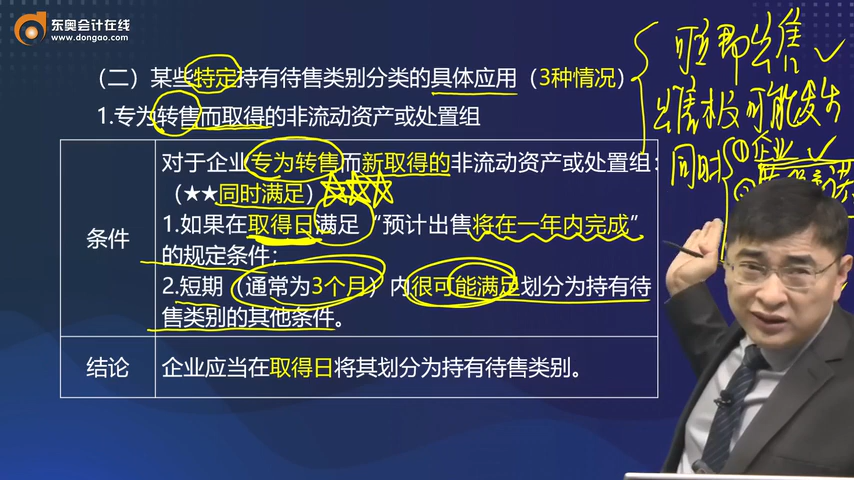 东奥会计在线
www.dongao.com
（二）某些特定持有待售类别分类的具体应用（3种情况）
1.专为转售而取得的非流动资产或处置组
条件
对于企业专为转售而新取得的非流动资产或处置组：
（★★同时满足）
1.如果在取得日满足“预计出售将在一年内完成”
的规定条件；
2.短期（通常为3个月）内很可能满足划分为持有待
售类别的其他条件。
结论
企业应当在取得日将其划分为持有待售类别。
可立即出售
出售极可能发生
同时
①企业